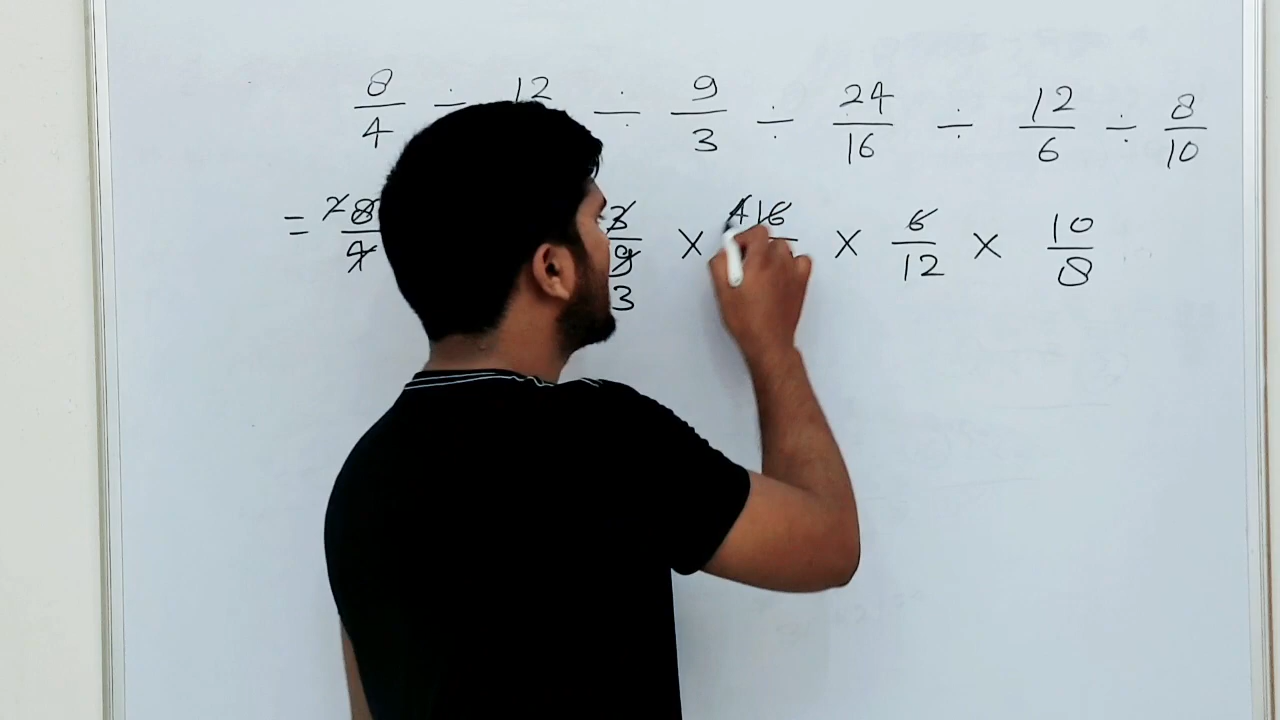 8/4 ÷ 12 ÷ 9/3 ÷ 24/16 ÷ 12/6 ÷ 8/10
= 2 8/4 3/9 3 × 4 16 × 6/12 × 10/8